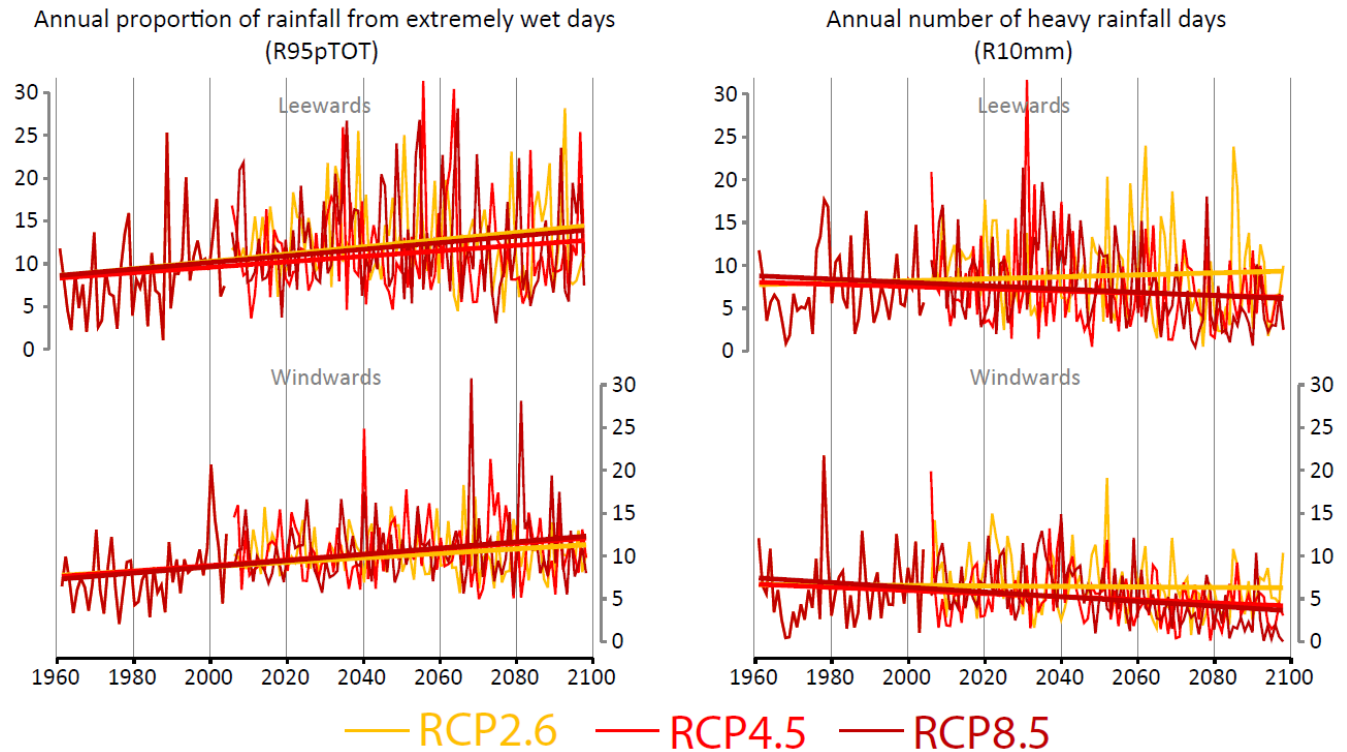 Annual proportion of rainfall from extremely wet days
(R95pTOT)
Annual number of heavy rainfall days
(R10mm)
Leewards
30
25
20
15
10
5
0
Leewards
30
25
20
15
10
5
0
Windwards
30
25
20
15
10
5
0
Windwards
30
25
20
15
10
5
0
1960 1980 2000 2020 2040 2060 2080 2100
1960 1980 2000 2020 2040 2060 2080 2100
RCP2.6 RCP4.5 RCP8.5